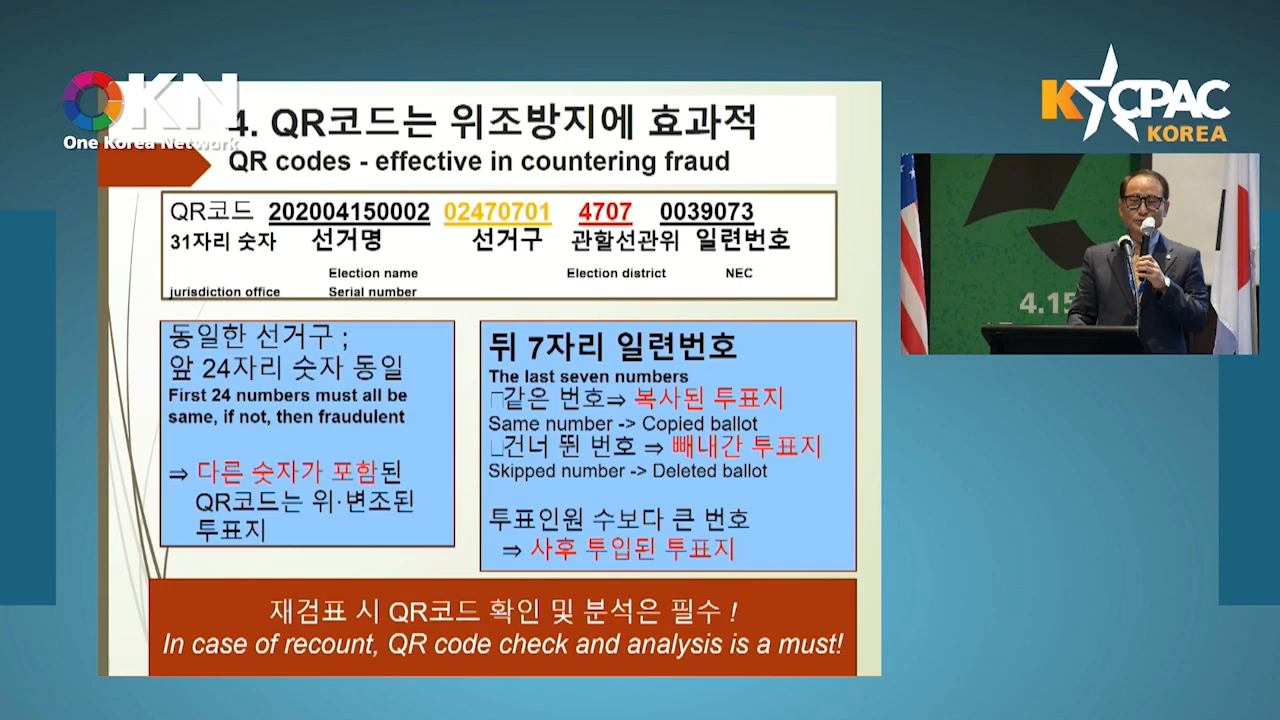 OKN
One Korea Network
K CPAC
KOREA
4. QR코드는 위조방지에 효과적
QR codes - effective in countering fraud
QR코드 202004150002 02470701 4707 0039073
31자리 숫자 선거명 선거구 관할선관위 일련번호
Election name Election district NEC
jurisdiction office Serial number
동일한 선거구 ;
앞 24자리 숫자 동일
First 24 numbers must all be
same, if not, then fraudulent
⇒ 다른 숫자가 포함된
QR코드는 위·변조된
투표지
뒤 7자리 일련번호
The last seven numbers
□같은 번호⇒ 복사된 투표지
Same number -> Copied ballot
□건너 뛴 번호 ⇒ 빼내간 투표지
Skipped number -> Deleted ballot
투표인원 수보다 큰 번호
⇒ 사후 투입된 투표지
재검표 시 QR코드 확인 및 분석은 필수 !
In case of recount, QR code check and analysis is a must!
4.15